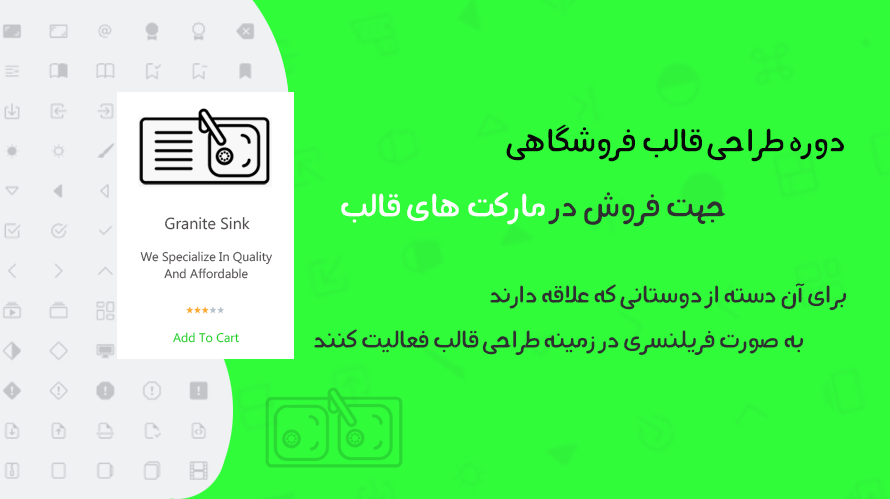 دوره طراحی قالب فروشگاهی
جهت فروش در مارکت های قالب
برای آن دسته از دوستانی که علاقه دارند
به صورت فریلنسری در زمینه طراحی قالب فعالیت کنند
Granite Sink
We Specialize In Quality
And Affordable
Add To Cart